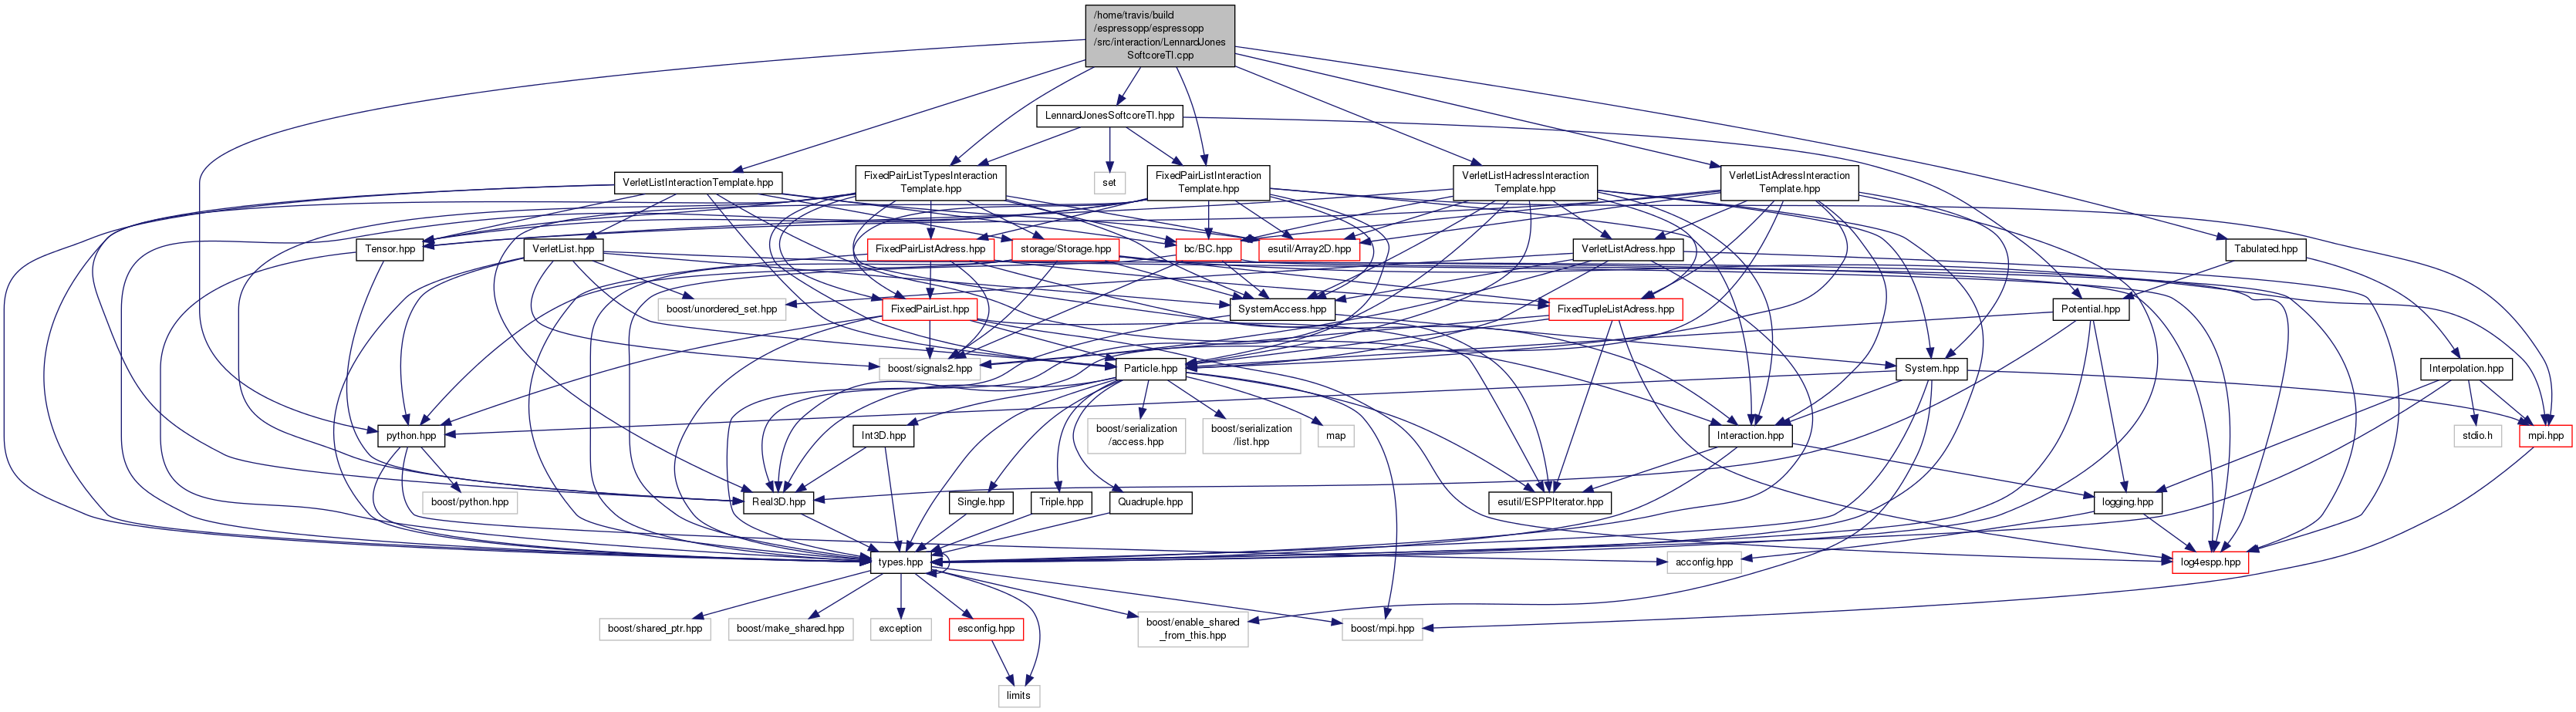 /home/travis/build
/espressopp/espressopp
/src/interaction/LennardJones
SoftcoreTI.cpp
LennardJonesSoftcoreTI.hpp
VerletListInteractionTemplate.hpp
FixedPairListTypesInteraction
Template.hpp
set
FixedPairListInteraction
Template.hpp
VerletListHadressInteraction
Template.hpp
VerletListAdressInteraction
Template.hpp
Tensor.hpp
VerletList.hpp
FixedPairListAdress.hpp
storage/Storage.hpp
bc/BC.hpp
esutil/Array2D.hpp
VerletListAdress.hpp
Tabulated.hpp
boost/unordered_set.hpp
FixedPairList.hpp
SystemAccess.hpp
FixedTupleListAdress.hpp
Potential.hpp
boost/signals2.hpp
Particle.hpp
System.hpp
Interpolation.hpp
python.hpp
Int3D.hpp
boost/serialization
/access.hpp
boost/serialization
/list.hpp
map
Interaction.hpp
stdio.h
mpi.hpp
boost/python.hpp
Real3D.hpp
Single.hpp
Triple.hpp
Quadruple.hpp
esutil/ESPPIterator.hpp
logging.hpp
types.hpp
acconfig.hpp
log4espp.hpp
boost/shared_ptr.hpp
boost/make_shared.hpp
exception
esconfig.hpp
boost/enable_shared
_from_this.hpp
boost/mpi.hpp
limits